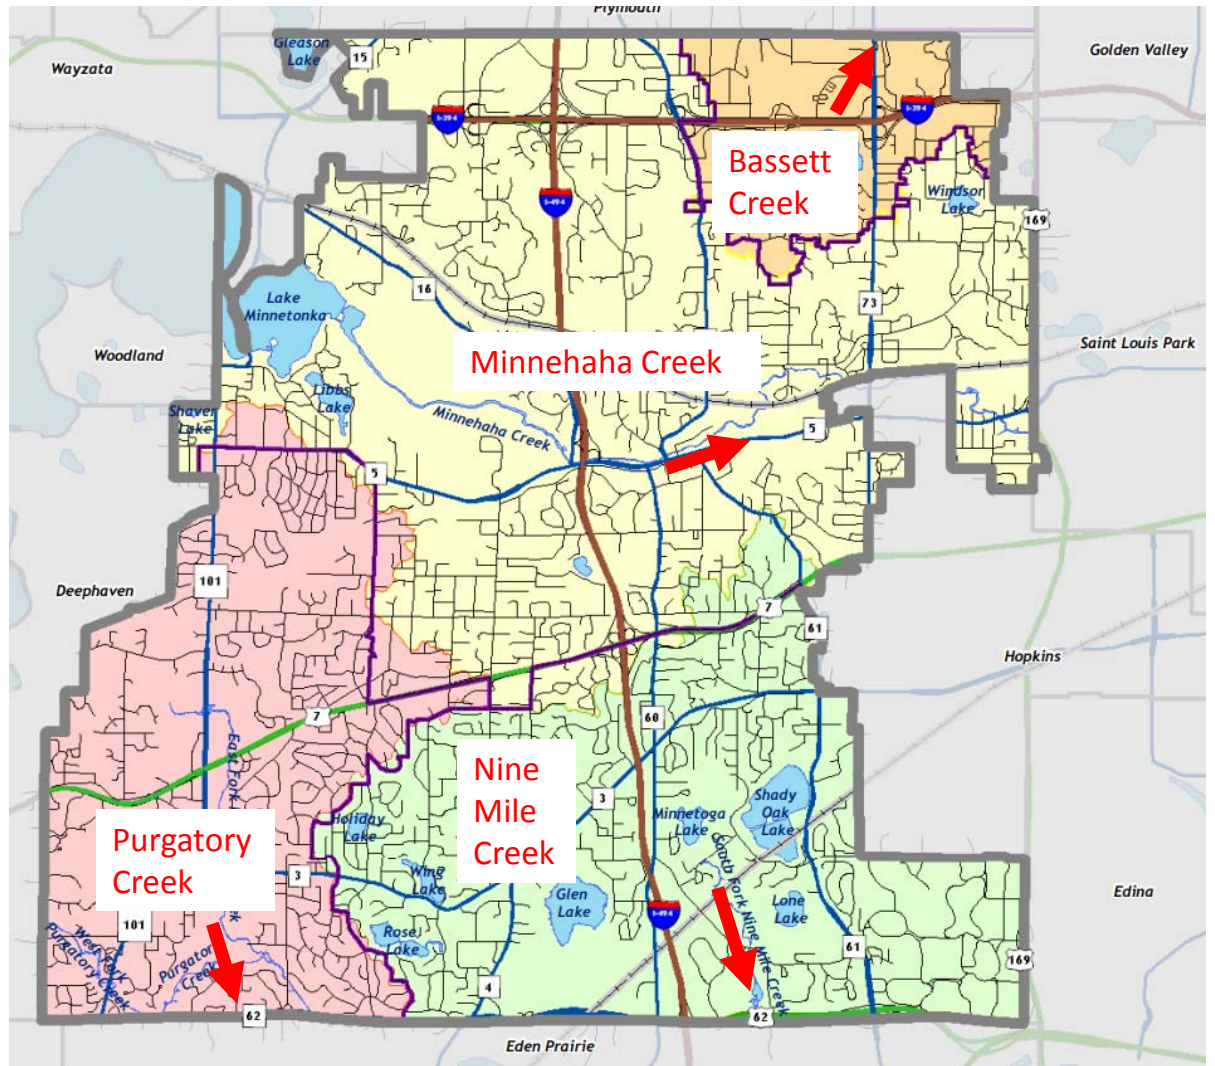 Plymouth
Gleason
Lake
15
Wayzata
Golden Valley
I-394
I-394
Bassett
Creek
Windsor
Lake
I-494
169
16
Lake
Minnetonka
73
Woodland
Minnehaha Creek
Saint Louis Park
Libbs
Lake
Shaver
Lake
Minnehaha Creek
5
5
101
Deephaven
7
61
Hopkins
7
60
East Fork
Nine
Mile
Creek
3
Shady
Oak
Lake
Minnetoga
Lake
Holiday
Lake
Purgatory
Creek
3
Wing
Lake
Glen
Lake
South Fork Nine Mile Creek
Lone
Lake
Edina
101
I-494
Rose
Lake
61
169
West Fork
Purgatory Creek
Creek
4
62
62
Eden Prairie